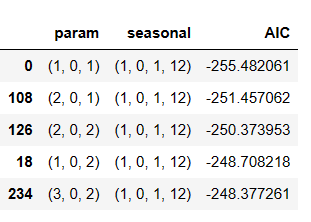 param seasonal AIC
0 (1, 0, 1) (1, 0, 1, 12) -255.482061
108 (2, 0, 1) (1, 0, 1, 12) -251.457062
126 (2, 0, 2) (1, 0, 1, 12) -250.373953
18 (1, 0, 2) (1, 0, 1, 12) -248.708218
234 (3, 0, 2) (1, 0, 1, 12) -248.377261